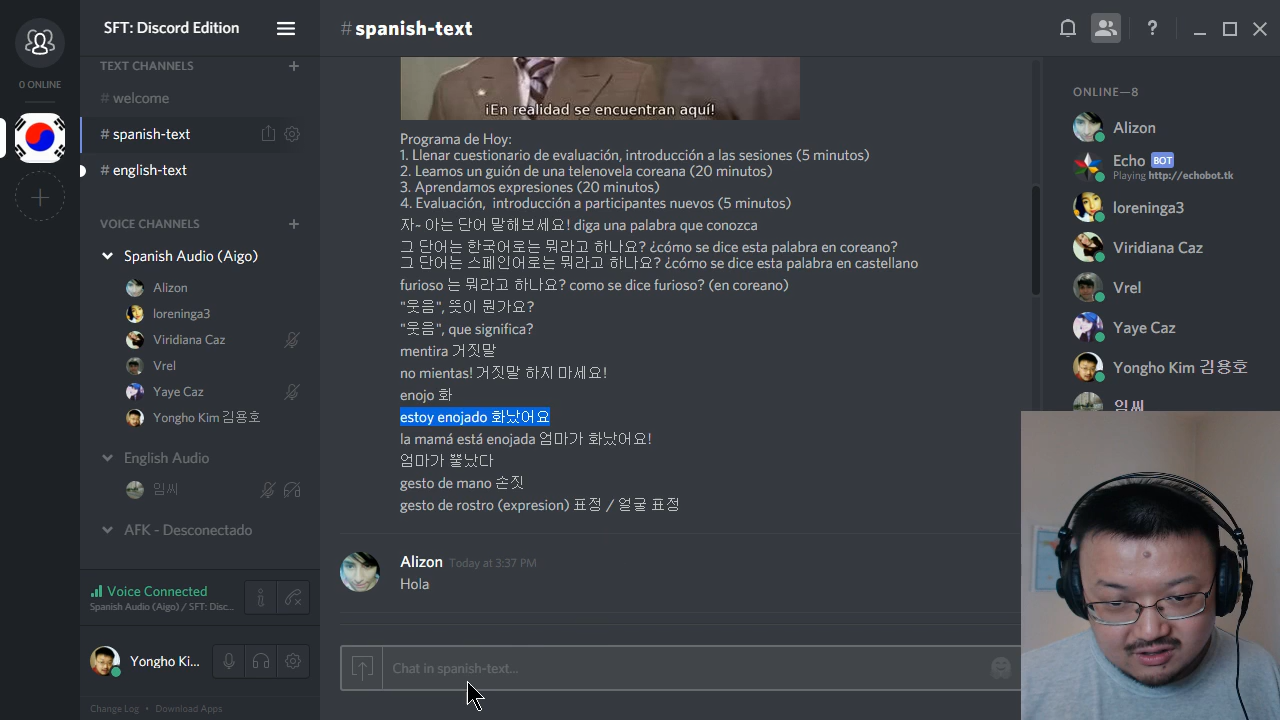 SFT: Discord Edition
#spanish-text
0 ONLINE
TEXT CHANNELS
# welcome
# spanish-text
# english-text
VOICE CHANNELS
Spanish Audio (Aigo)
Alizon
loreninga3
Viridiana Caz
Vrel
Yaye Caz
Yongho Kim 김용호
English Audio
임씨
AFK - Desconectado
Voice Connected
Spanish Audio (Aigo) / SFT: Disc...
Yongho Ki...
Change Log • Download Apps
¡En realidad se encuentran aquí!
Programa de Hoy:
1. Llenar cuestionario de evaluación, introducción a las sesiones (5 minutos)
2. Leamos un guión de una telenovela coreana (20 minutos)
3. Aprendamos expresiones (20 minutos)
4. Evaluación,  introducción a participantes nuevos (5 minutos)
자~ 아는 단어 말해보세요! diga una palabra que conozca
그 단어는 한국어로는 뭐라고 하나요? ¿cómo se dice esta palabra en coreano?
그 단어는 스페인어로는 뭐라고 하나요? ¿cómo se dice esta palabra en castellano
furioso 는 뭐라고 하나요? como se dice furioso? (en coreano)
"웃음", 뜻이 뭔가요?
"웃음", que significa?
mentira 거짓말
no mientas! 거짓말 하지 마세요!
enojo 화
estoy enojado 화났어요
la mamá está enojada 엄마가 화났어요!
엄마가 뿔났다
gesto de mano 손짓
gesto de rostro (expresion) 표정 / 얼굴 표정
Alizon Today at 3:37 PM
Hola
Chat in spanish-text...
ONLINE—8
Alizon
Echo BOT
Playing http://echobot.tk
loreninga3
Viridiana Caz
Vrel
Yaye Caz
Yongho Kim 김용호
임씨